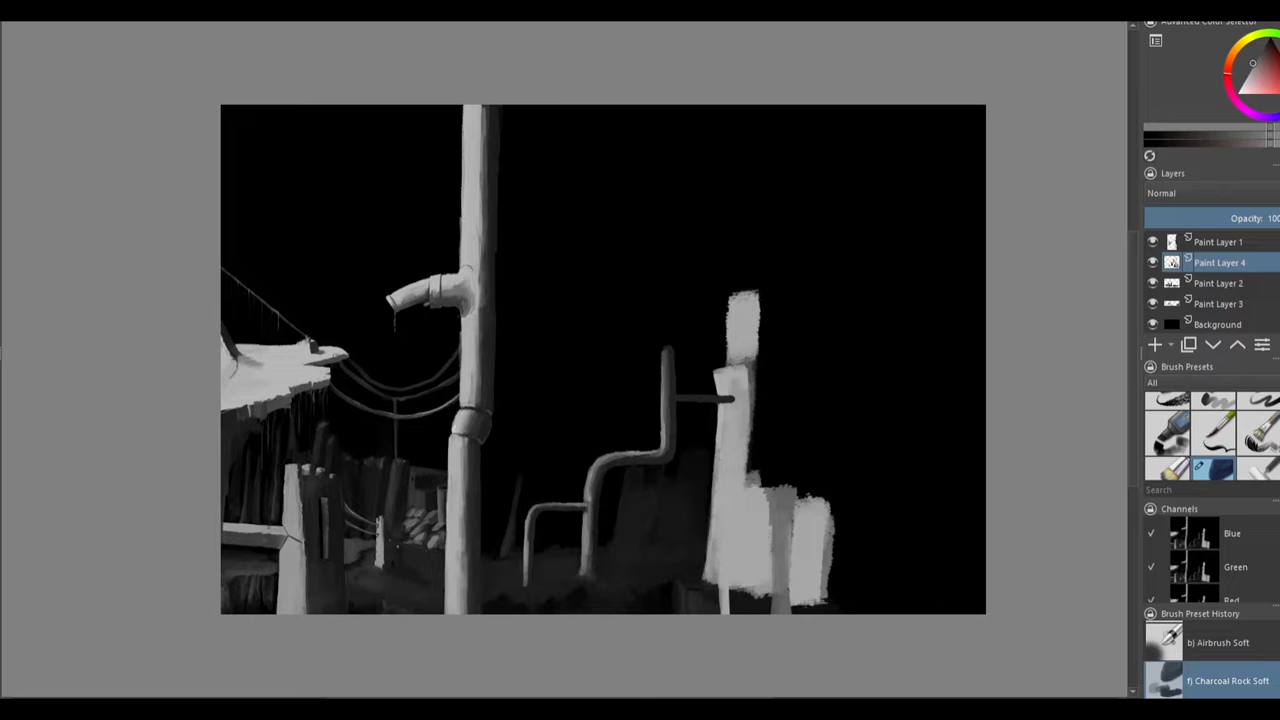 Advanced Color Selector
Layers
Normal
Opacity: 100
Paint Layer 1
Paint Layer 4
Paint Layer 2
Paint Layer 3
Background
Brush Presets
All
Search
Channels
Blue
Green
Red
Brush Preset History
b) Airbrush Soft
f) Charcoal Rock Soft